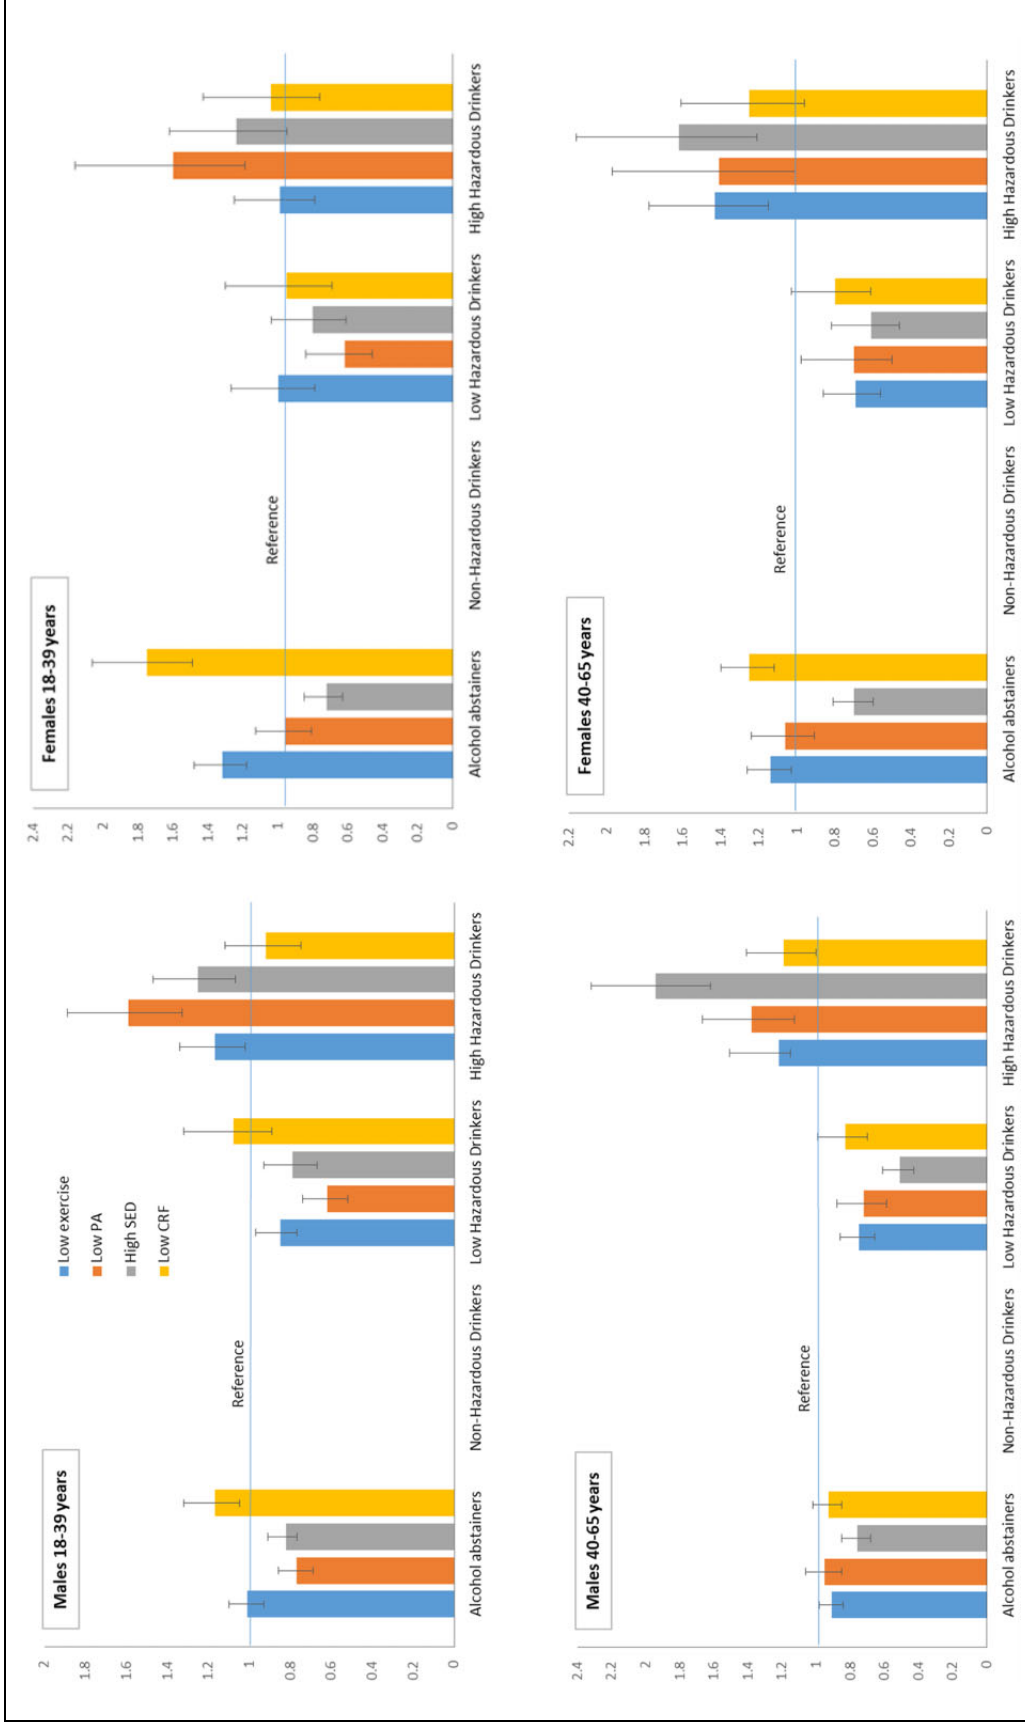 Males 18-39 years
Low exercise
Low PA
High SED
Low CRF
2
1.8
1.6
1.4
1.2
1
0.8
0.6
0.4
0.2
0
Reference
Alcohol abstainers
Non-Hazardous Drinkers
Low Hazardous Drinkers
High Hazardous Drinkers
Females 18-39 years
2.4
2.2
2
1.8
1.6
1.4
1.2
1
0.8
0.6
0.4
0.2
0
Reference
Alcohol abstainers
Non-Hazardous Drinkers
Low Hazardous Drinkers
High Hazardous Drinkers
Males 40-65 years
2.4
2.2
2
1.8
1.6
1.4
1.2
1
0.8
0.6
0.4
0.2
0
Reference
Alcohol abstainers
Non-Hazardous Drinkers
Low Hazardous Drinkers
High Hazardous Drinkers
Females 40-65 years
2.2
2
1.8
1.6
1.4
1.2
1
0.8
0.6
0.4
0.2
0
Reference
Alcohol abstainers
Non-Hazardous Drinkers
Low Hazardous Drinkers
High Hazardous Drinkers